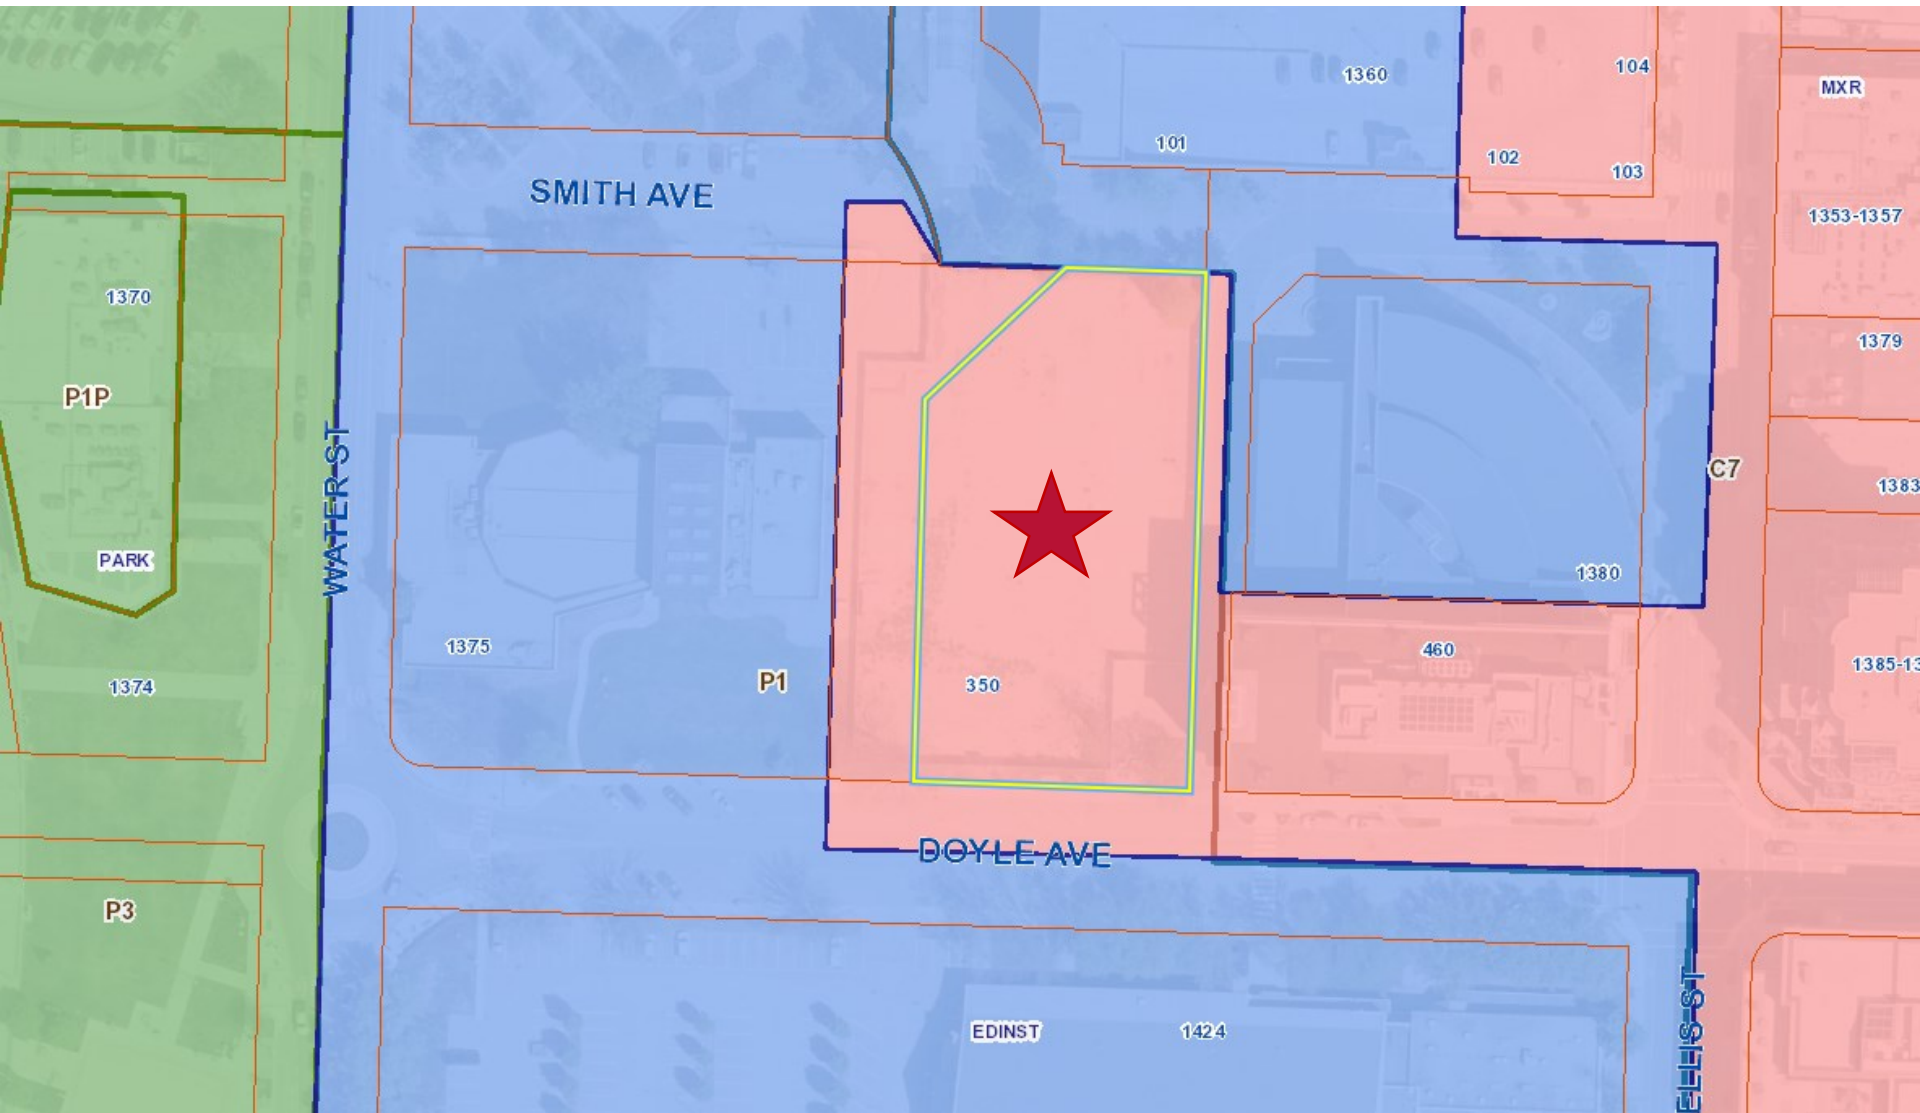 104
1360
MXR
101
102
103
SMITH AVE
1353-1357
1370
1379
P1P
C7
1383
WATER ST
PARK
1380
1375
460
1385-13
P1
350
1374
DOYLE AVE
P3
EDINST
1424
ELLIS ST